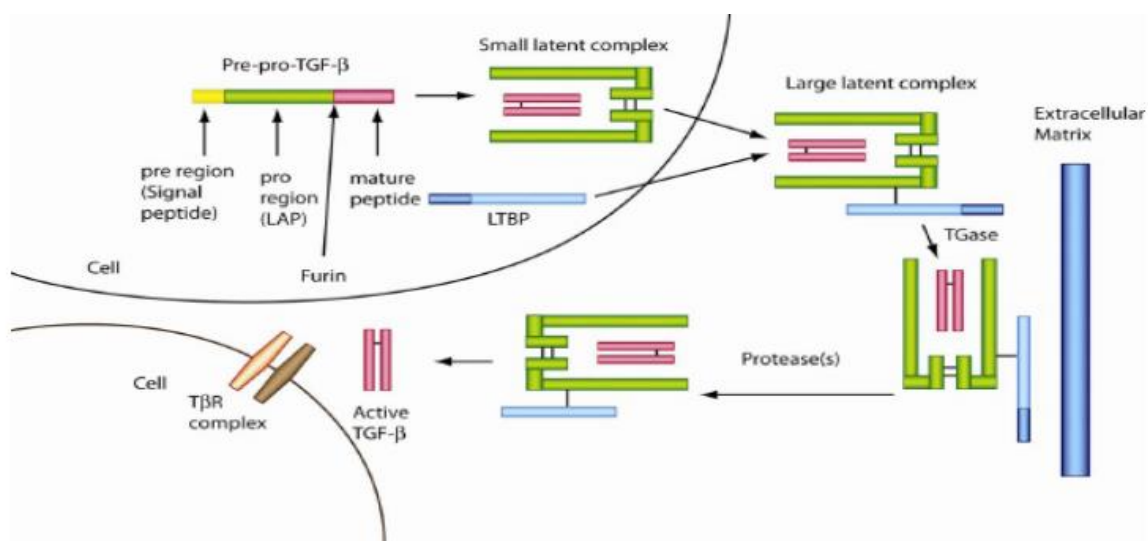 Pre-pro-TGF-β
pre region
(Signal
peptide)
pro
region
(LAP)
mature
peptide
Furin
Cell
Small latent complex
LTBP
Large latent complex
TGase
Extracellular
Matrix
Protease(s)
Active
TGF-β
TβR
complex
Cell